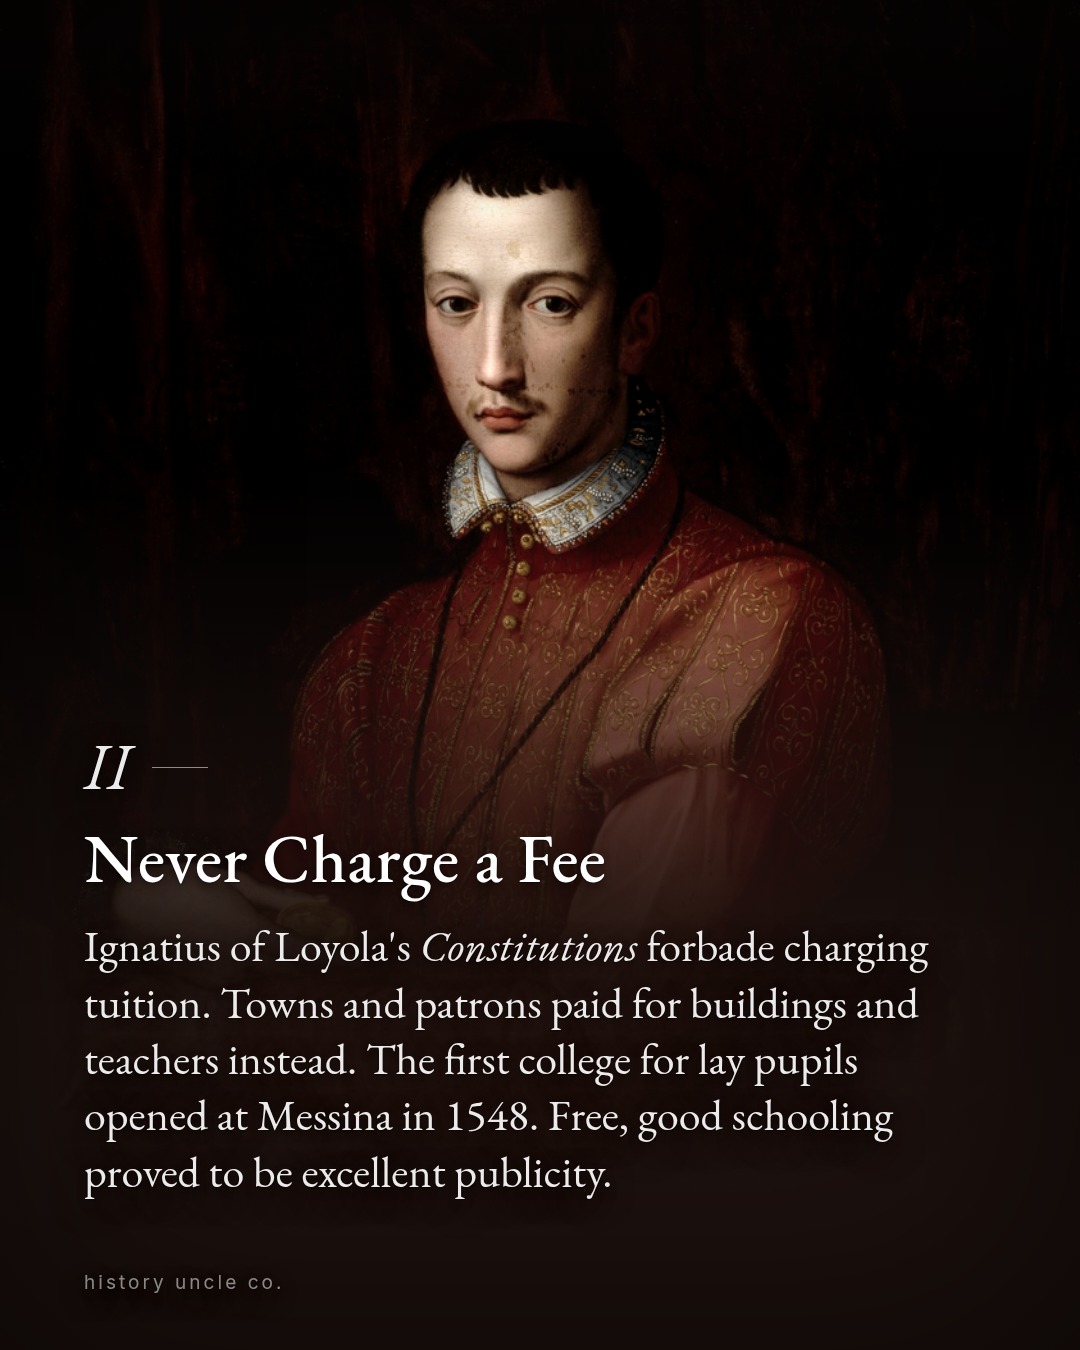 II
Never Charge a Fee
Ignatius of Loyola's Constitutions forbade charging
tuition. Towns and patrons paid for buildings and
teachers instead. The first college for lay pupils
opened at Messina in 1548. Free, good schooling
proved to be excellent publicity.
history uncle co.